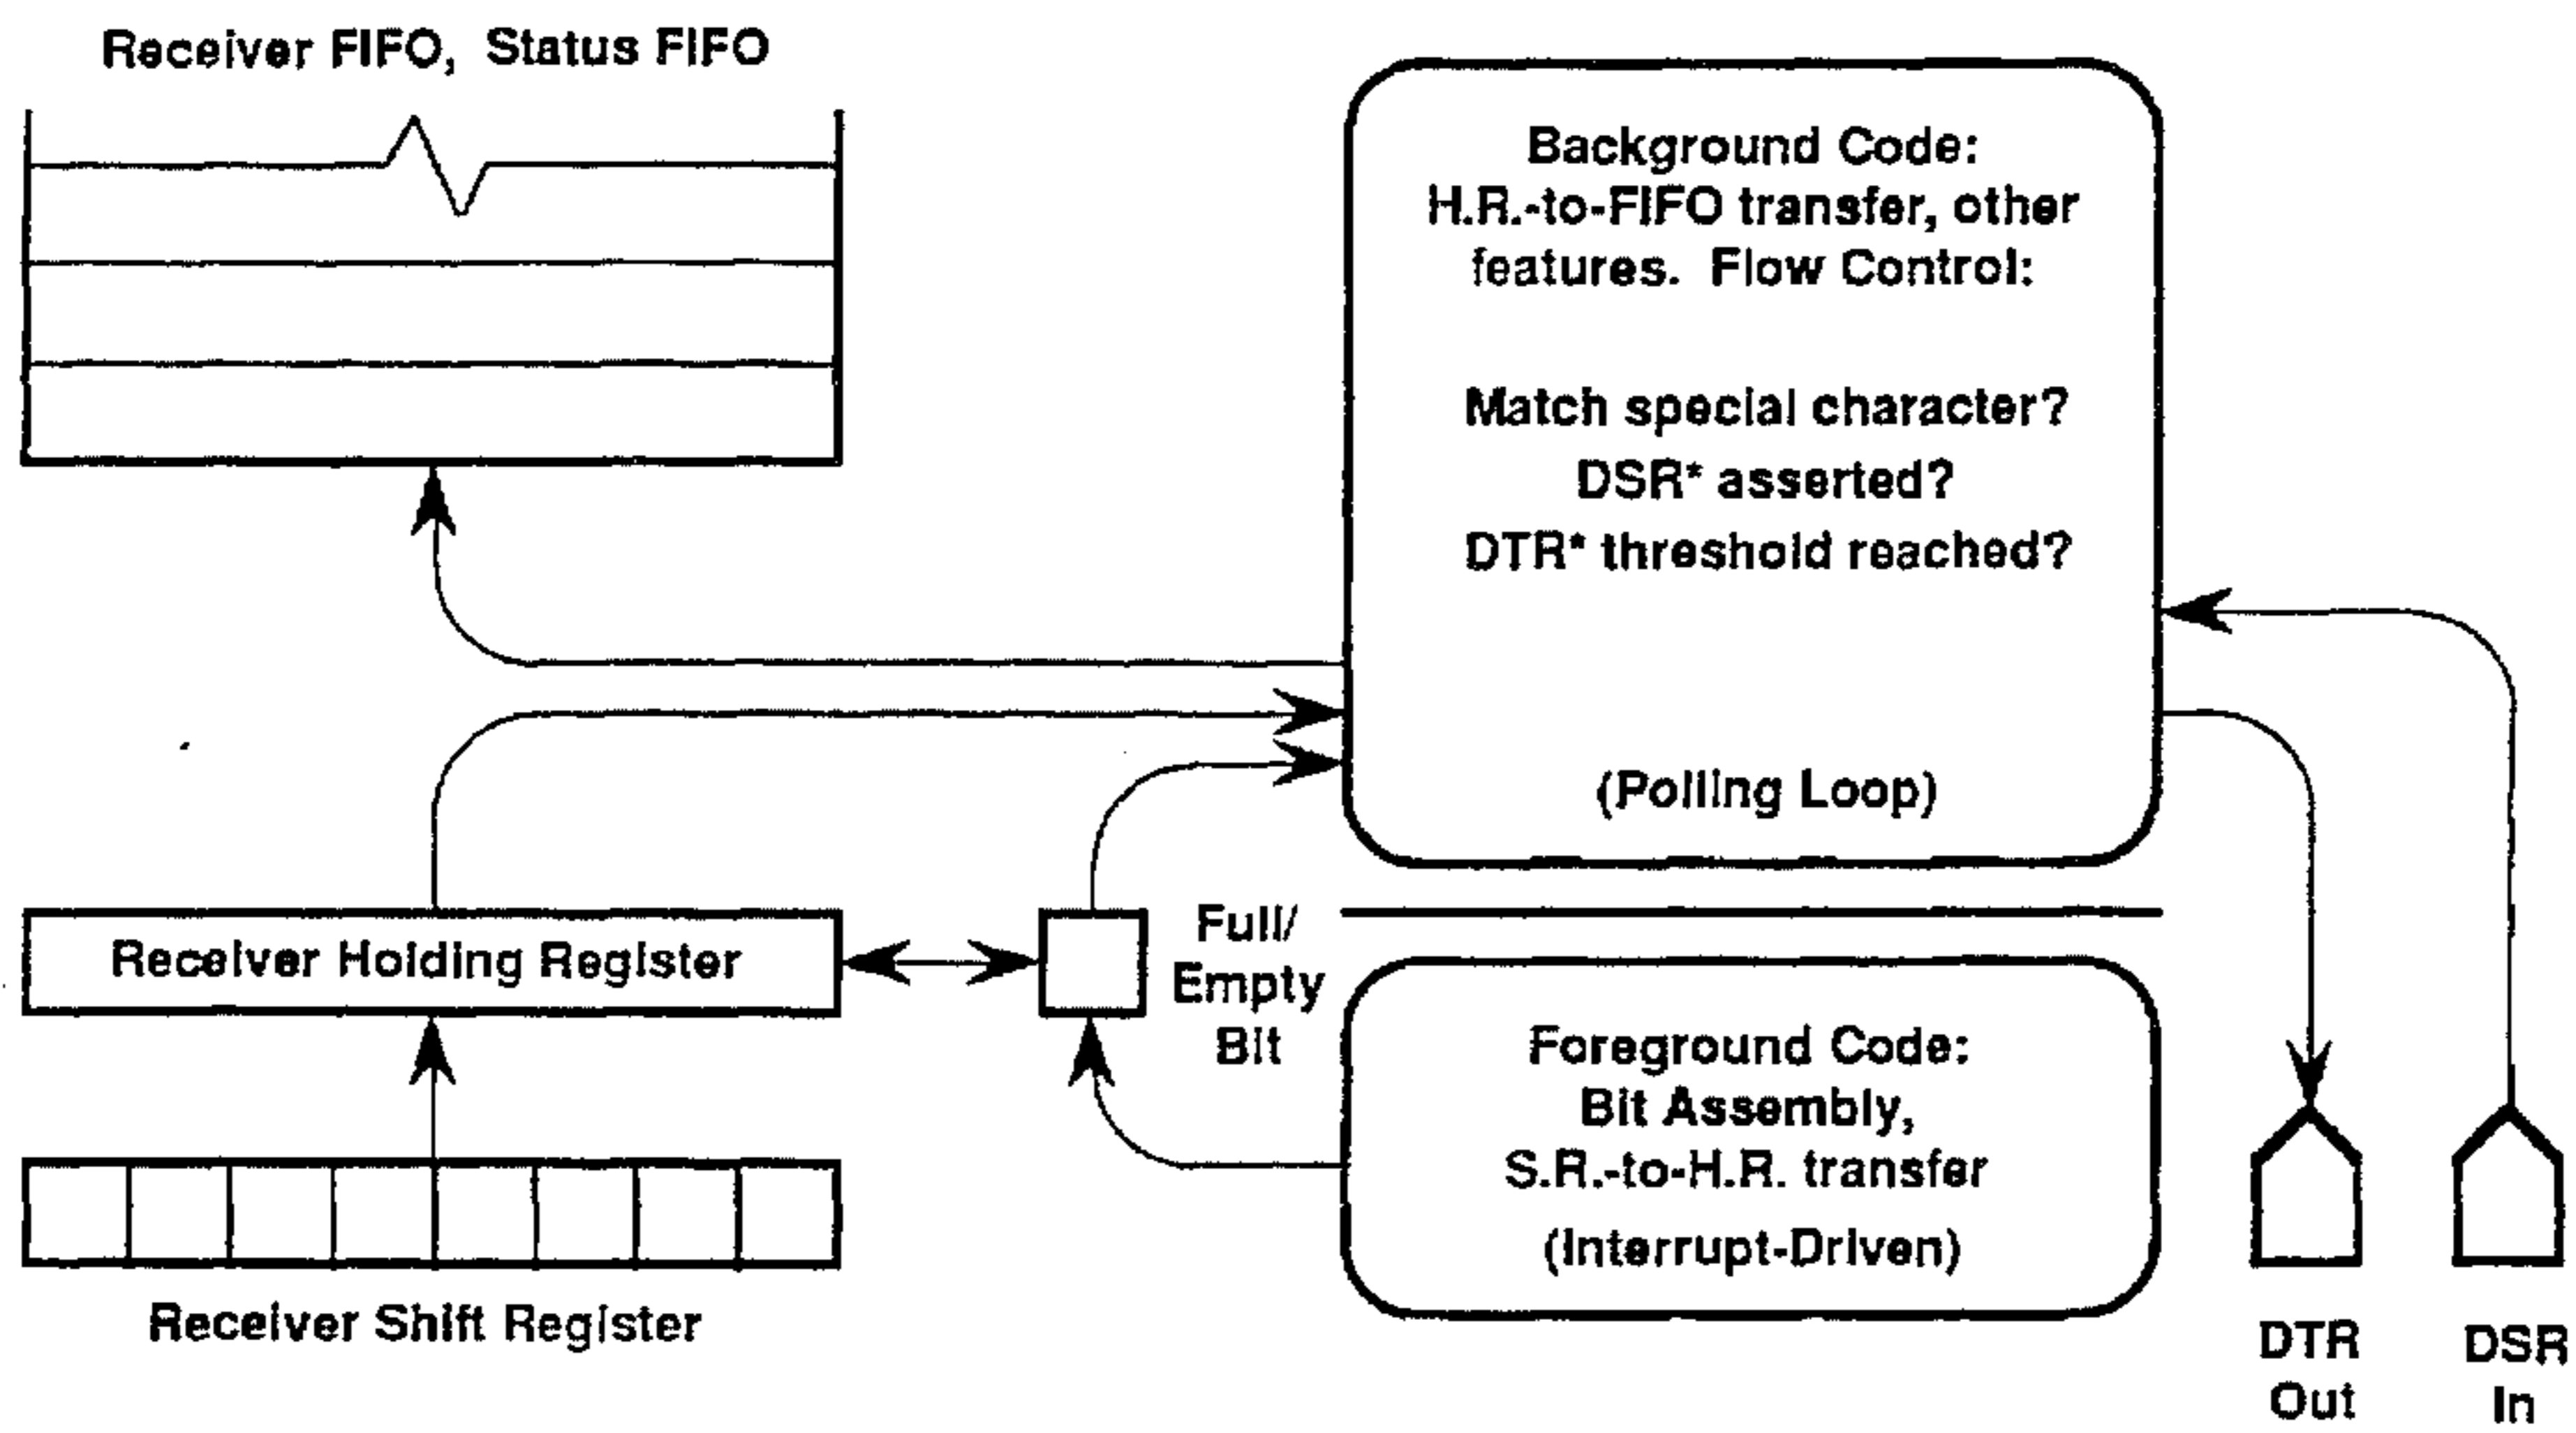 Receiver FIFO, Status FIFO
Background Code:
H.R.-to-FIFO transfer, other
features. Flow Control:
Match special character?
DSR* asserted?
DTR* threshold reached?
(Polling Loop)
Receiver Holding Register
Full/
Empty
Bit
Foreground Code:
Bit Assembly,
S.R.-to-H.R. transfer
(Interrupt-Driven)
Receiver Shift Register
DTR
Out
DSR
In